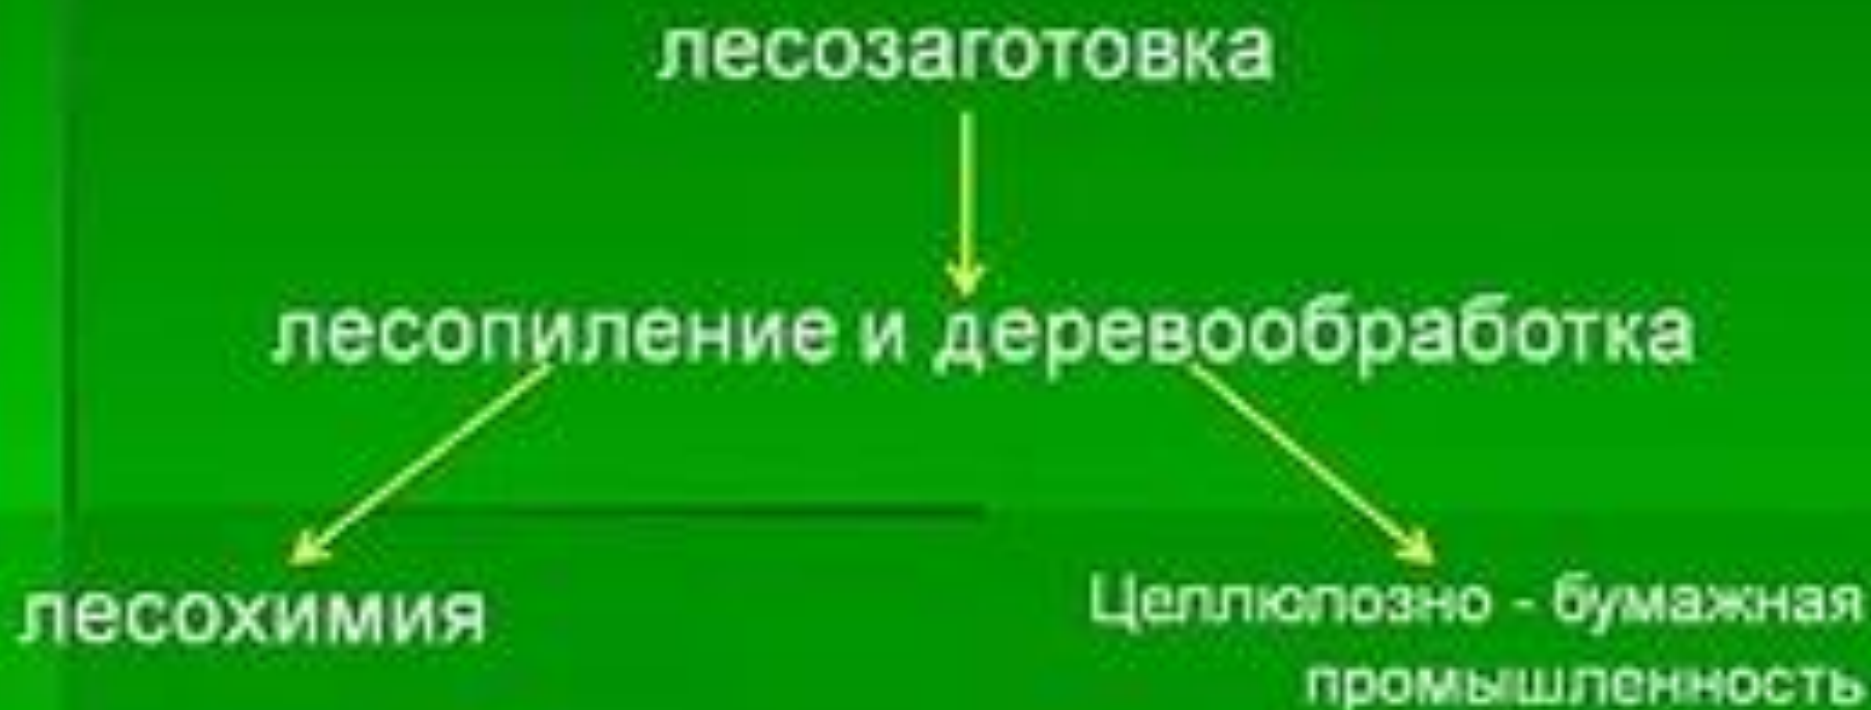 лесозаготовка
лесопиление и деревообработка
лесохимия
Целлюлозно - бумажная
промышленность